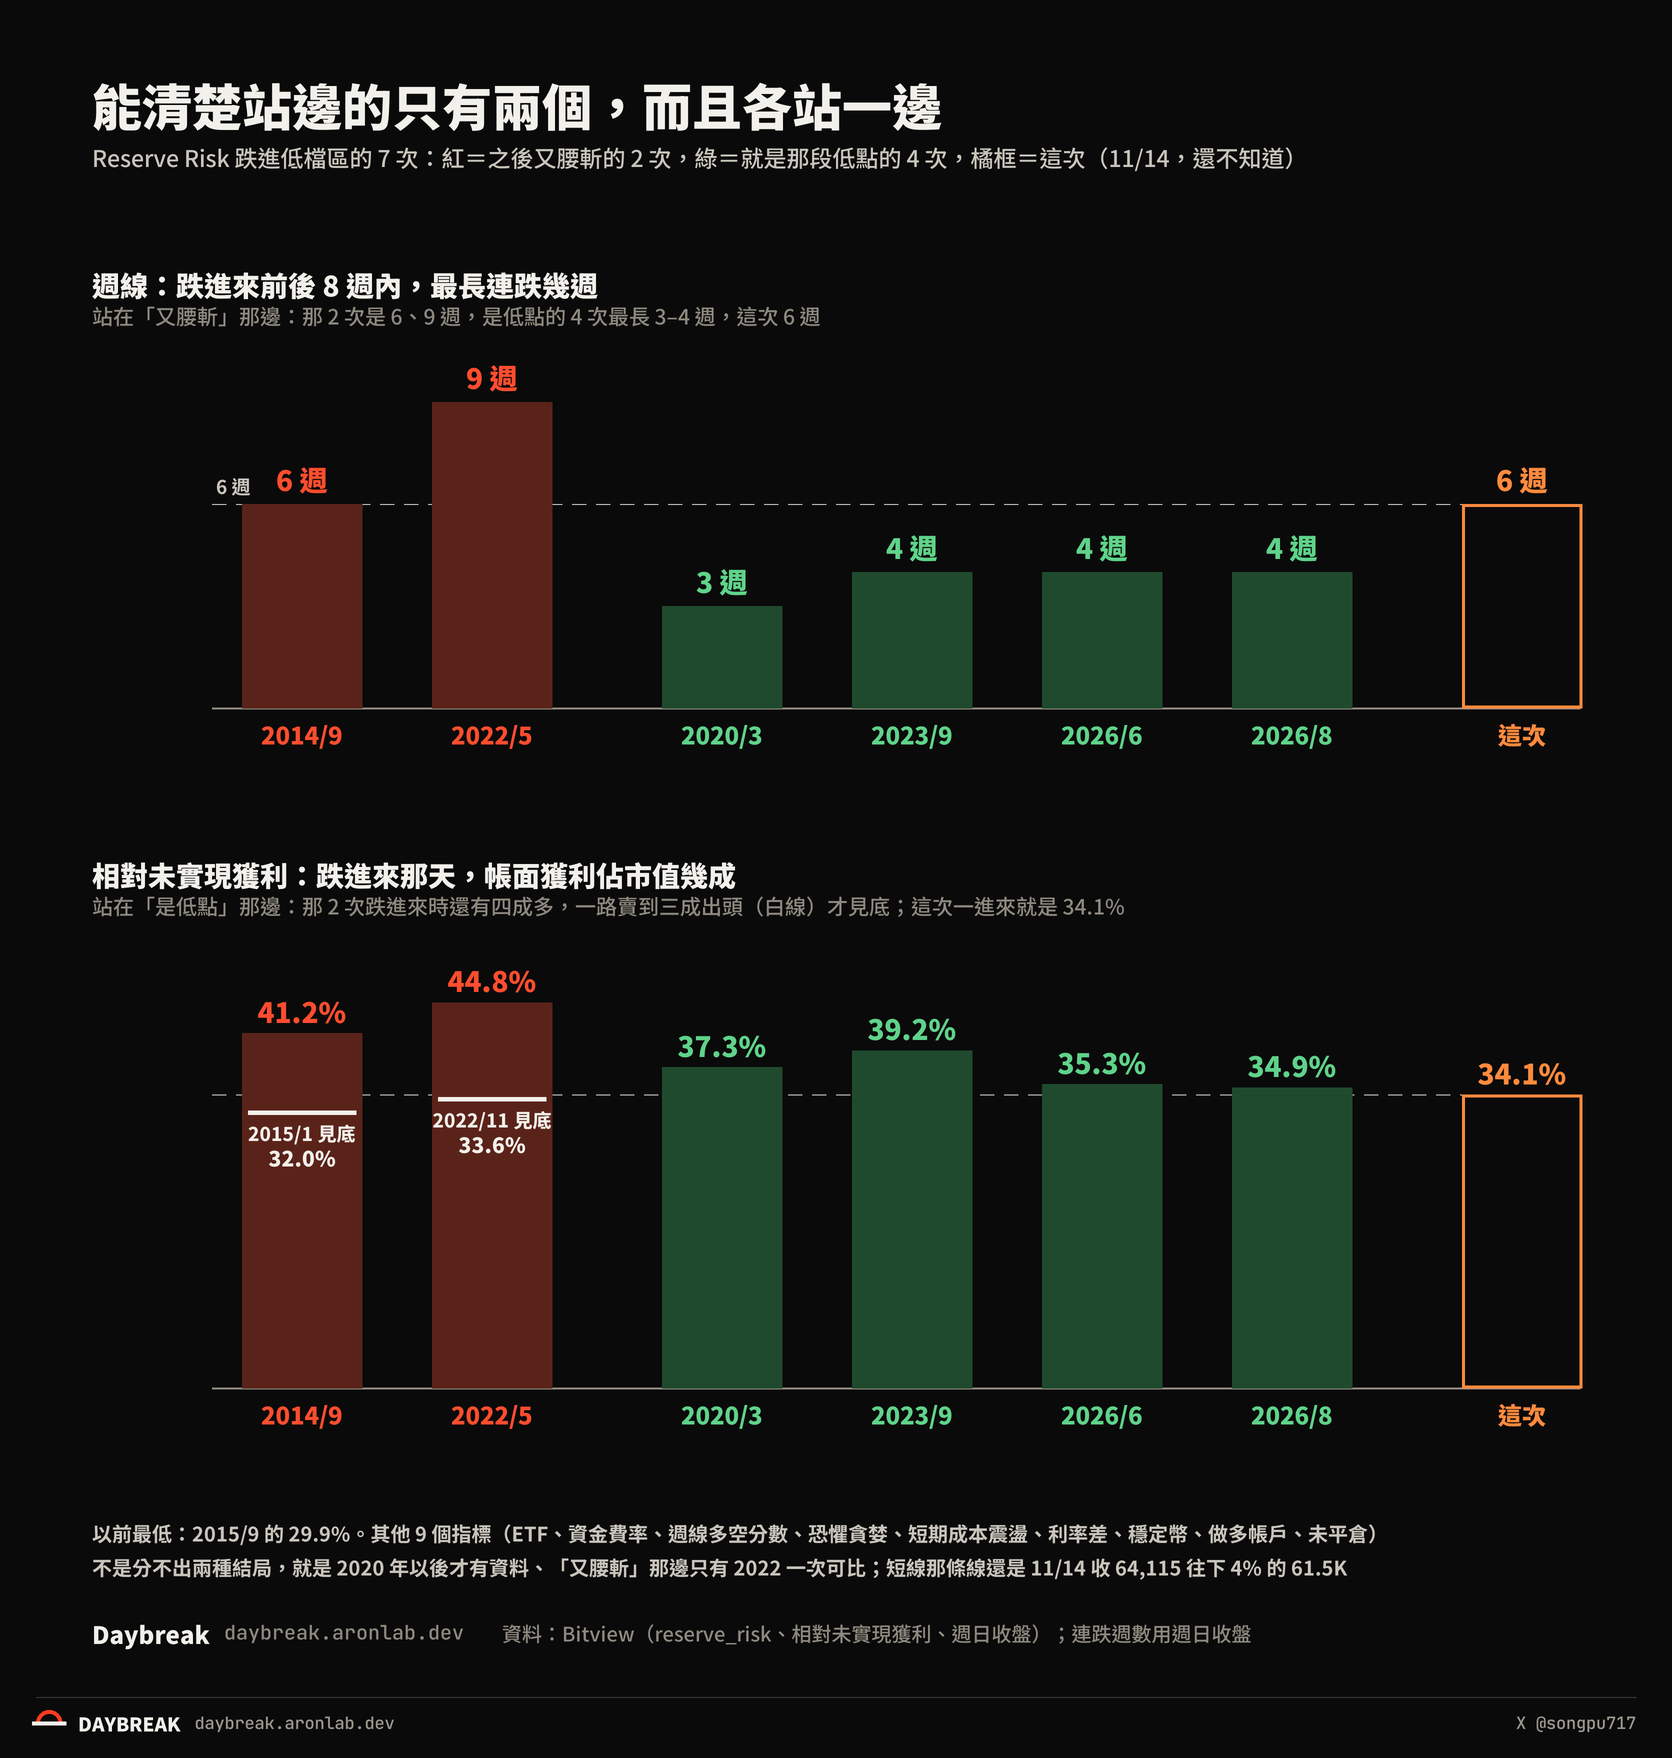 能清楚站邊的只有兩個，而且各站一邊
Reserve Risk 跌進低檔區的 7 次：紅＝之後又腰斬的 2 次，綠＝就是那段低點的 4 次，橘框＝這次（11/14，還不知道）
週線：跌進來前後 8 週內，最長連跌幾週
站在「又腰斬」那邊：那 2 次是 6、9 週，是低點的 4 次最長 3–4 週，這次 6 週
9 週
6 週 6 週 6 週
3 週 4 週 4 週 4 週
2014/9 2022/5 2020/3 2023/9 2026/6 2026/8 這次
相對未實現獲利：跌進來那天，帳面獲利佔市值幾成
站在「是低點」那邊：那 2 次跌進來時還有四成多，一路賣到三成出頭（白線）才見底；這次一進來就是 34.1%
41.2% 44.8% 37.3% 39.2% 35.3% 34.9% 34.1%
2015/1 見底 2022/11 見底
32.0% 33.6%
2014/9 2022/5 2020/3 2023/9 2026/6 2026/8 這次
以前最低：2015/9 的 29.9%。其他 9 個指標（ETF、資金費率、週線多空分數、恐懼貪婪、短期成本震盪、利率差、穩定幣、做多帳戶、未平倉）
不是分不出兩種結局，就是 2020 年以後才有資料、「又腰斬」那邊只有 2022 一次可比；短線那條線還是 11/14 收 64,115 往下 4% 的 61.5K
Daybreak daybreak.aronlab.dev 資料：Bitview（reserve_risk、相對未實現獲利、週日收盤）；連跌週數用週日收盤
DAYBREAK daybreak.aronlab.dev X @songpu717